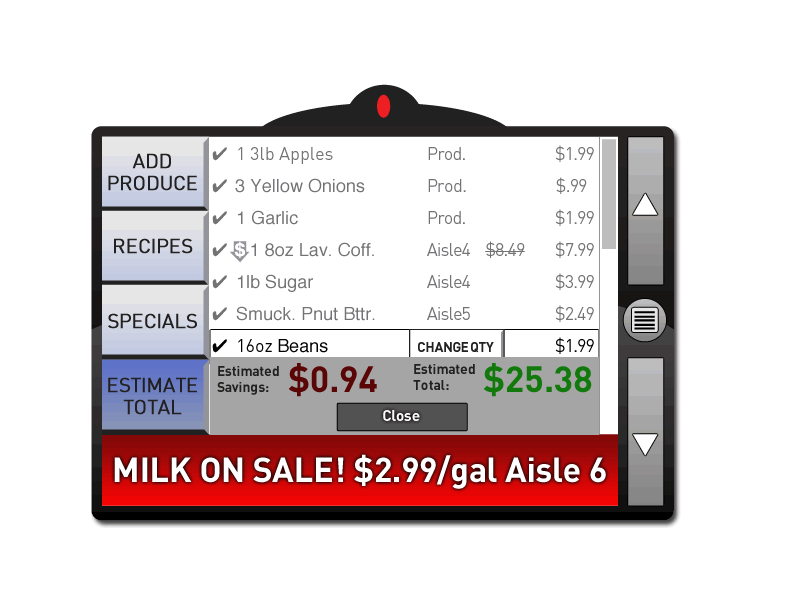 ADD PRODUCE
RECIPES
SPECIALS
ESTIMATE TOTAL
✔ 1 3lb Apples Prod. $1.99
✔ 3 Yellow Onions Prod. $.99
✔ 1 Garlic Prod. $1.99
✔ $ 1 8oz Lav. Coff. Aisle4 $8.49 $7.99
✔ 1lb Sugar Aisle4 $3.99
✔ Smuck. Pnut Bttr. Aisle5 $2.49
✔ 16oz Beans CHANGE QTY $1.99
Estimated Savings: $0.94 Estimated Total: $25.38
Close
MILK ON SALE! $2.99/gal Aisle 6